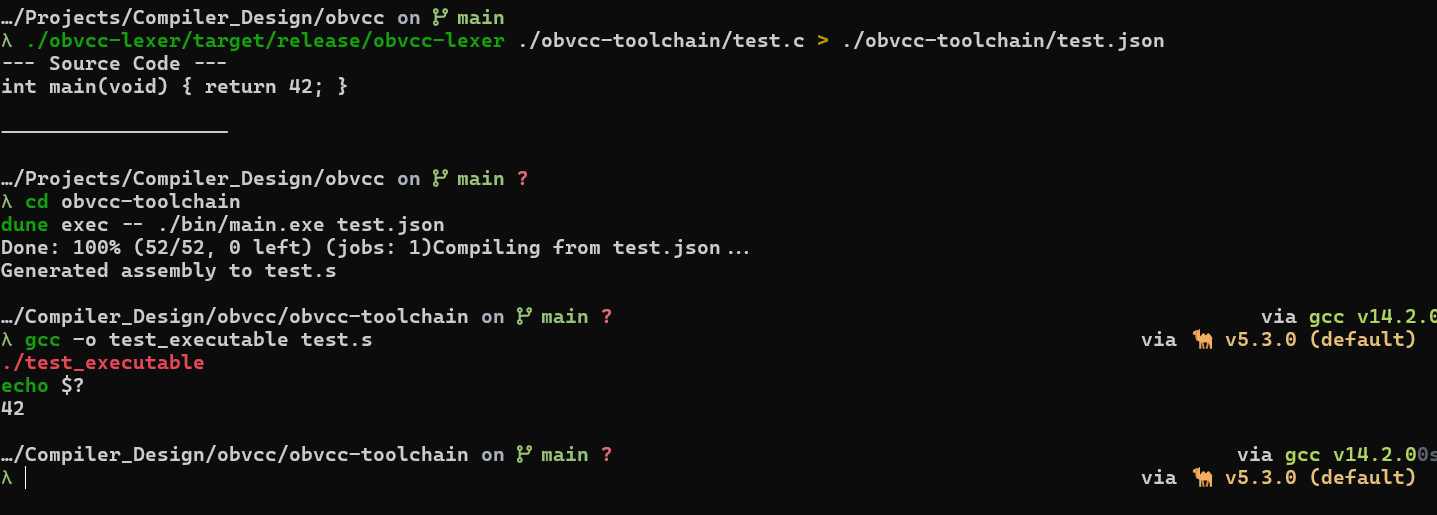 …/Projects/Compiler_Design/obvcc on main
λ ./obvcc-lexer/target/release/obvcc-lexer ./obvcc-toolchain/test.c > ./obvcc-toolchain/test.json
--- Source Code ---
int main(void) { return 42; }
___________________
…/Projects/Compiler_Design/obvcc on main ?
λ cd obvcc-toolchain
dune exec -- ./bin/main.exe test.json
Done: 100% (52/52, 0 left) (jobs: 1)Compiling from test.json...
Generated assembly to test.s
…/Compiler_Design/obvcc/obvcc-toolchain on main ? via gcc v14.2.0
λ gcc -o test_executable test.s via 🐫 v5.3.0 (default)
./test_executable
echo $?
42
…/Compiler_Design/obvcc/obvcc-toolchain on main ? via gcc v14.2.00s
λ via 🐫 v5.3.0 (default)